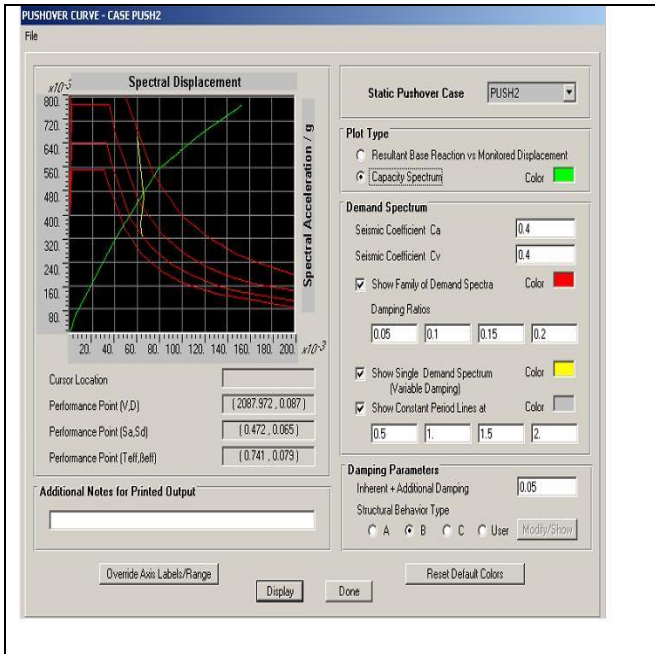 PUSHOVER CURVE - CASE PUSH2
File
x10-3
Spectral Displacement
800.
720.
640.
560.
480.
400.
320.
240.
160.
80.
Spectral Acceleration / g
20. 40. 60. 80. 100. 120. 140. 160. 180. 200. x10-3
Cursor Location
Performance Point (V,D)
( 2087.972 , 0.087 )
Performance Point (Sa,Sd)
( 0.472 , 0.065 )
Performance Point (Teff,ßeff)
( 0.741 , 0.079 )
Additional Notes for Printed Output
Static Pushover Case
PUSH2
Plot Type
Resultant Base Reaction vs Monitored Displacement
Capacity Spectrum
Color
Demand Spectrum
Seismic Coefficient Ca
0.4
Seismic Coefficient Cv
0.4
Show Family of Demand Spectra
Color
Damping Ratios
0.05 0.1 0.15 0.2
Show Single Demand Spectrum
(Variable Damping)
Color
Show Constant Period Lines at
Color
0.5 1. 1.5 2.
Damping Parameters
Inherent + Additional Damping
0.05
Structural Behavior Type
A B C User Modify/Show
Override Axis Labels/Range
Reset Default Colors
Display
Done